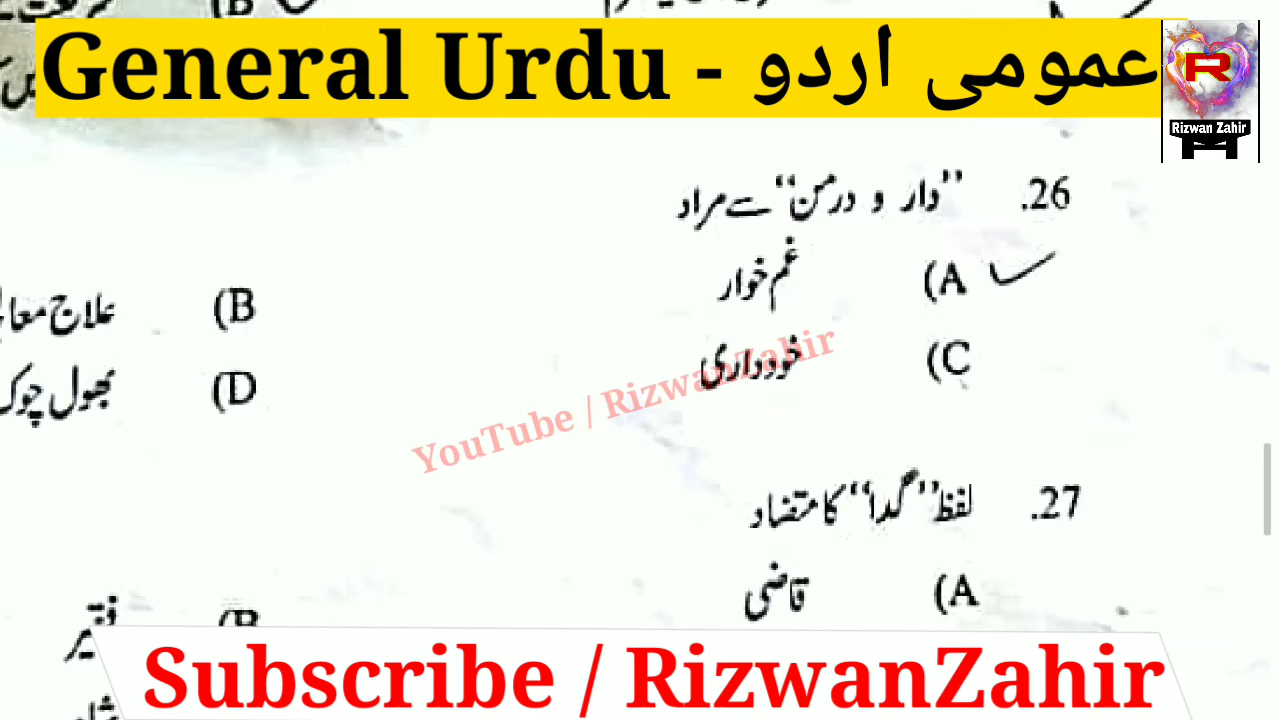 General Urdu - عمومی اردو
R
Rizwan Zahir
26. ’’دار و درمن‘‘ سے مراد
A) غم خوار
B) علاج
C) خودداری
D) بھول چوک
YouTube / RizwanZahir
27. لفظ ’’گدا‘‘ کا متضاد
A) قاضی
B) فقیر
Subscribe / RizwanZahir